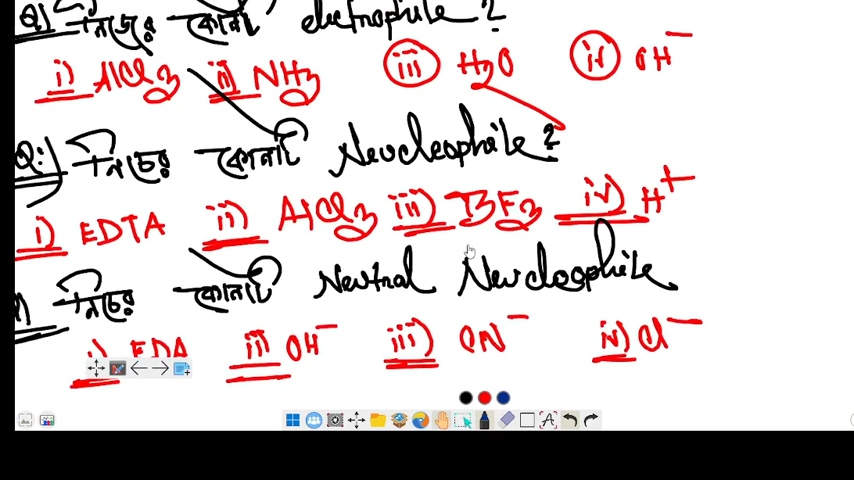 Q) নিচের কোনটি electrophile?
i) AlCl3 ii) NH3 iii) H2O iv) OH−
Q:) নিচের কোনটি Neucleophile?
i) EDTA ii) AlCl3 iii) BF3 iv) H+
নিচের কোনটি Neutral Neucleophile
i) EDA ii) OH− iii) CN− iv) Cl−